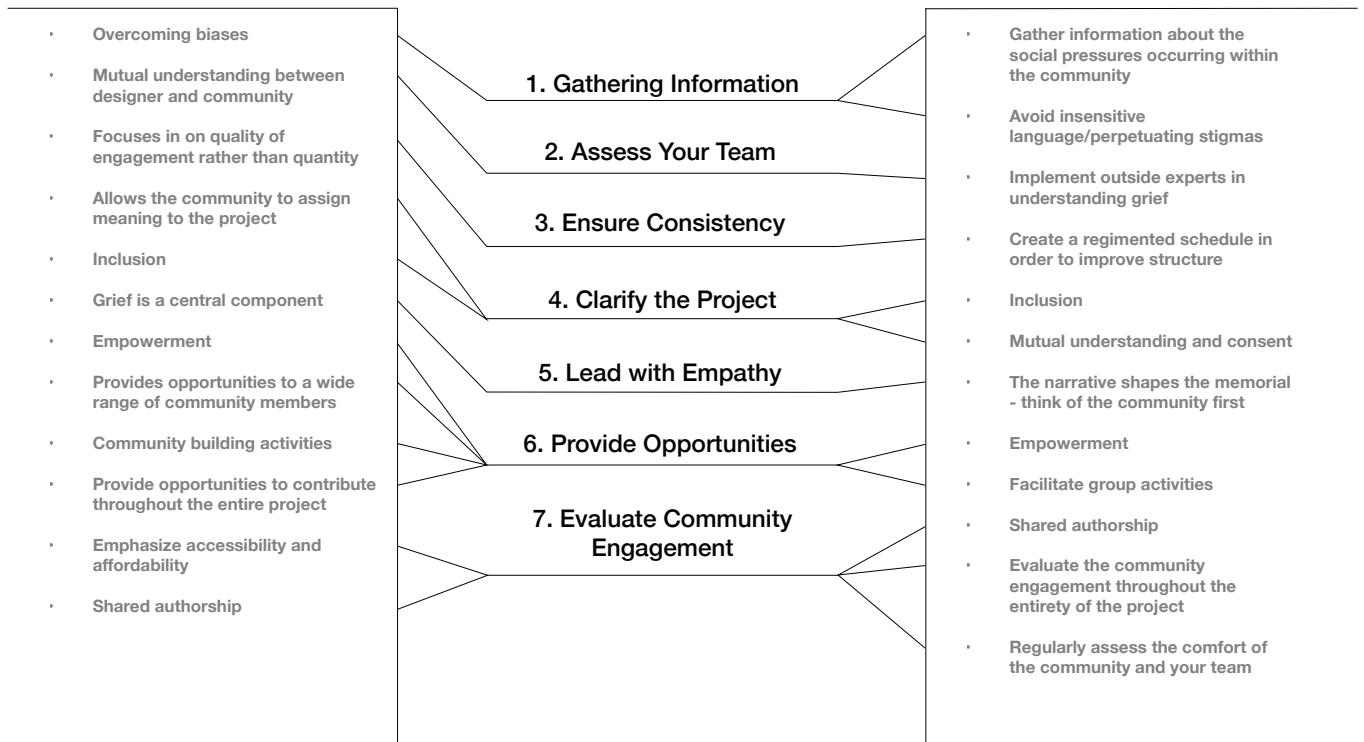 · Overcoming biases
· Mutual understanding between
designer and community
· Focuses in on quality of
engagement rather than quantity
· Allows the community to assign
meaning to the project
· Inclusion
· Grief is a central component
· Empowerment
· Provides opportunities to a wide
range of community members
· Community building activities
· Provide opportunities to contribute
throughout the entire project
· Emphasize accessibility and
affordability
· Shared authorship
1. Gathering Information
2. Assess Your Team
3. Ensure Consistency
4. Clarify the Project
5. Lead with Empathy
6. Provide Opportunities
7. Evaluate Community
Engagement
· Gather information about the
social pressures occurring within
the community
· Avoid insensitive
language/perpetuating stigmas
· Implement outside experts in
understanding grief
· Create a regimented schedule in
order to improve structure
· Inclusion
· Mutual understanding and consent
· The narrative shapes the memorial
- think of the community first
· Empowerment
· Facilitate group activities
· Shared authorship
· Evaluate the community
engagement throughout the
entirety of the project
· Regularly assess the comfort of
the community and your team